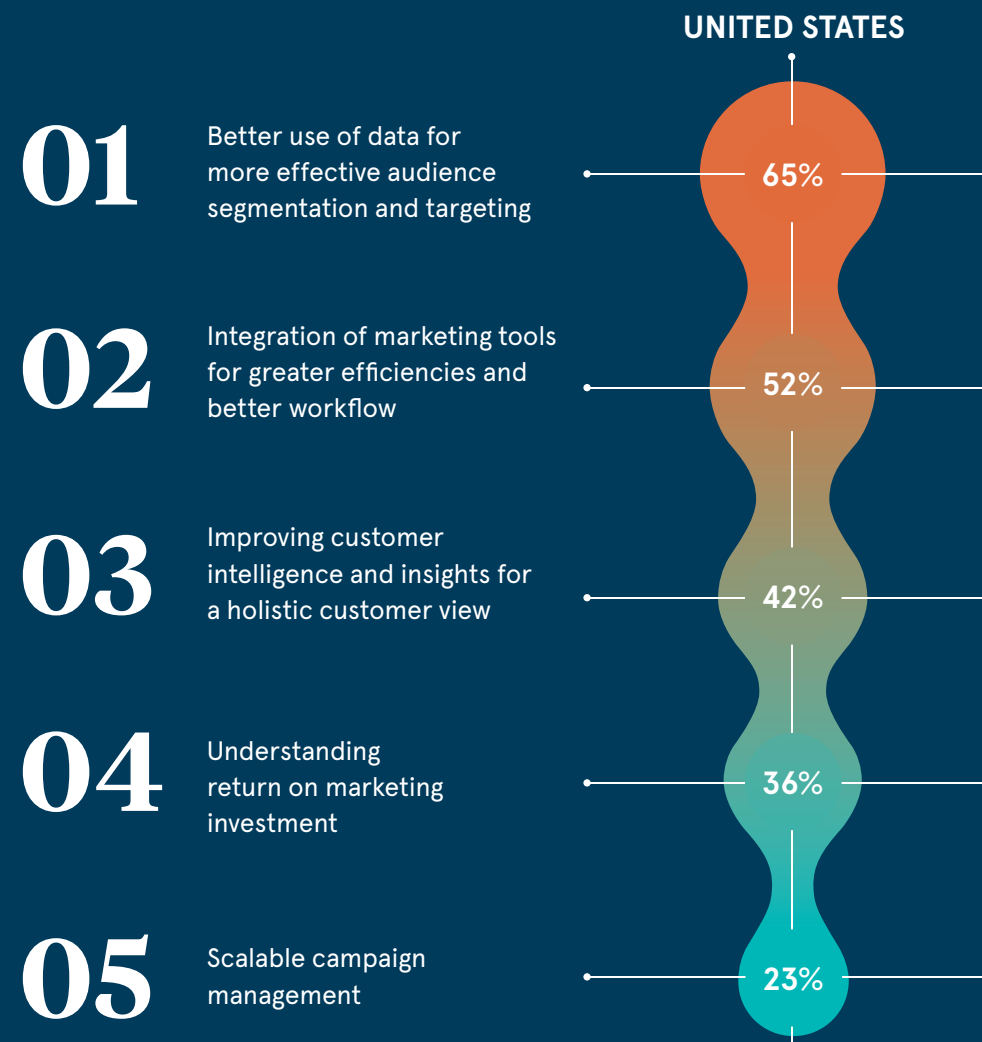 UNITED STATES
01
Better use of data for
more effective audience
segmentation and targeting
65%
02
Integration of marketing tools
for greater efficiencies and
better workflow
52%
03
Improving customer
intelligence and insights for
a holistic customer view
42%
04
Understanding
return on marketing
investment
36%
05
Scalable campaign
management
23%